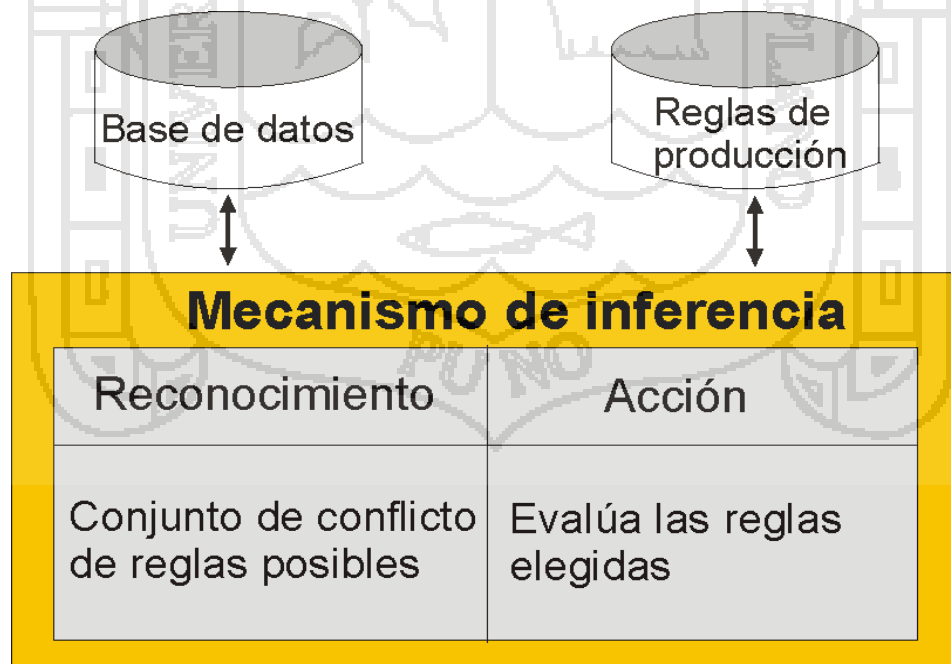 Base de datos
Reglas de
producción
Mecanismo de inferencia
Reconocimiento
Acción
Conjunto de conflicto
de reglas posibles
Evalúa las reglas
elegidas
PUNO